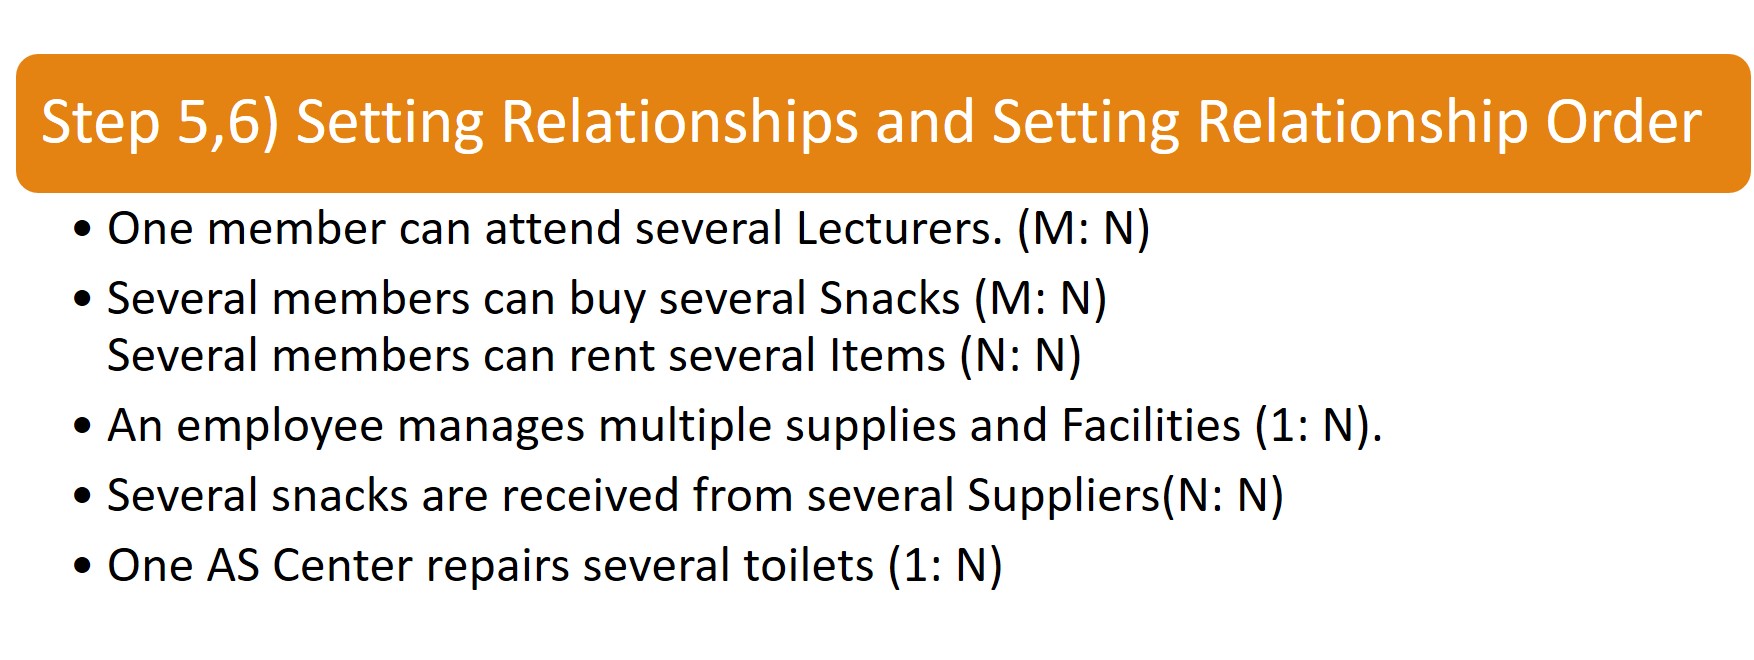 Step 5,6) Setting Relationships and Setting Relationship Order
• One member can attend several Lecturers. (M: N)
• Several members can buy several Snacks (M: N)
Several members can rent several Items (N: N)
• An employee manages multiple supplies and Facilities (1: N).
• Several snacks are received from several Suppliers(N: N)
• One AS Center repairs several toilets (1: N)